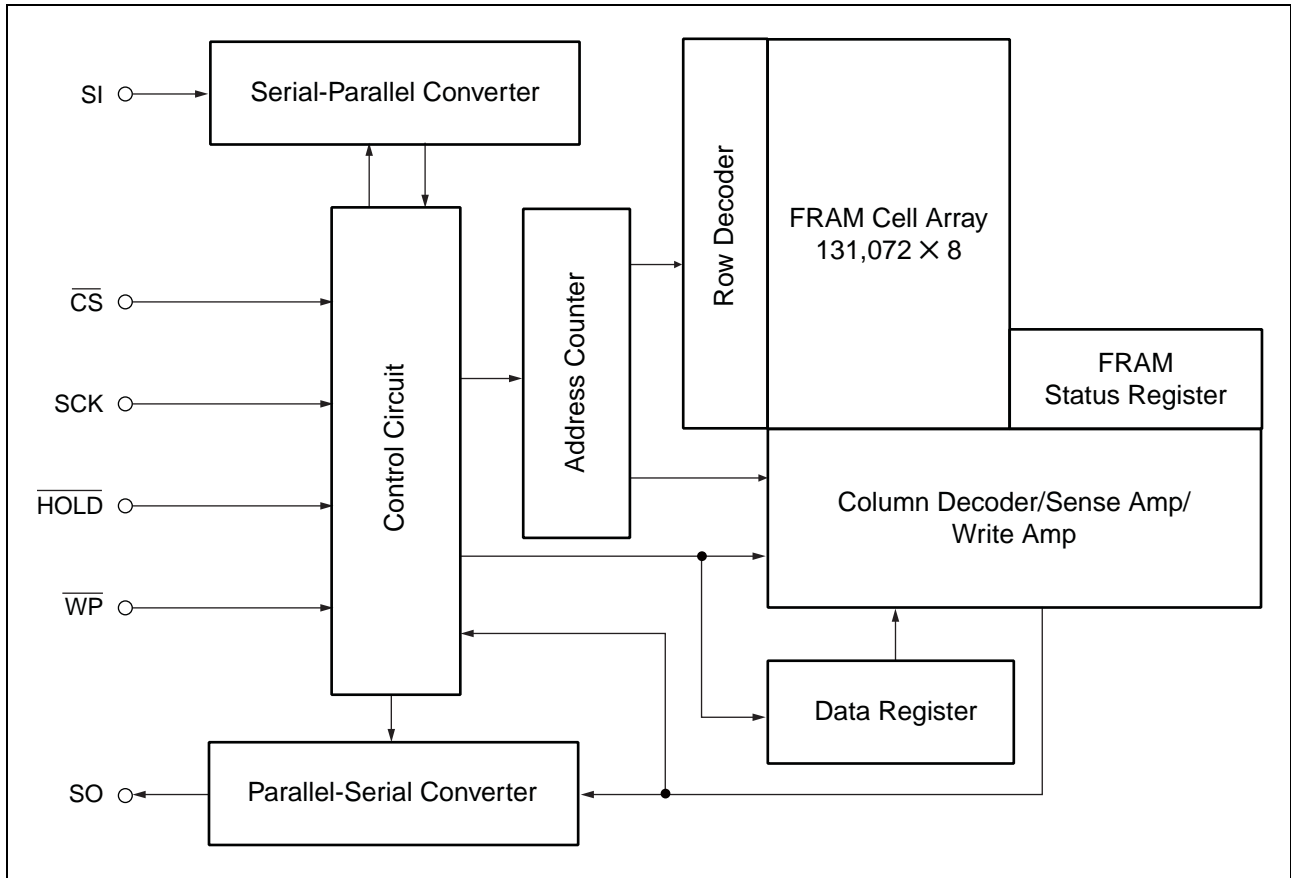 SI
Serial-Parallel Converter
Row Decoder
FRAM Cell Array
131,072 × 8
CS
Control Circuit
Address Counter
FRAM
Status Register
SCK
HOLD
Column Decoder/Sense Amp/
Write Amp
WP
Data Register
SO
Parallel-Serial Converter